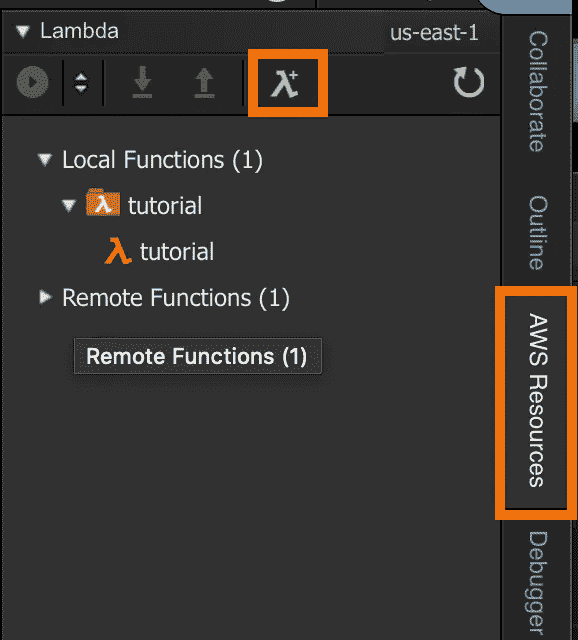 Lambda
us-east-1
λ+
Local Functions (1)
λ tutorial
λ tutorial
Remote Functions (1)
Remote Functions (1)
Collaborate
Outline
AWS Resources
Debugger